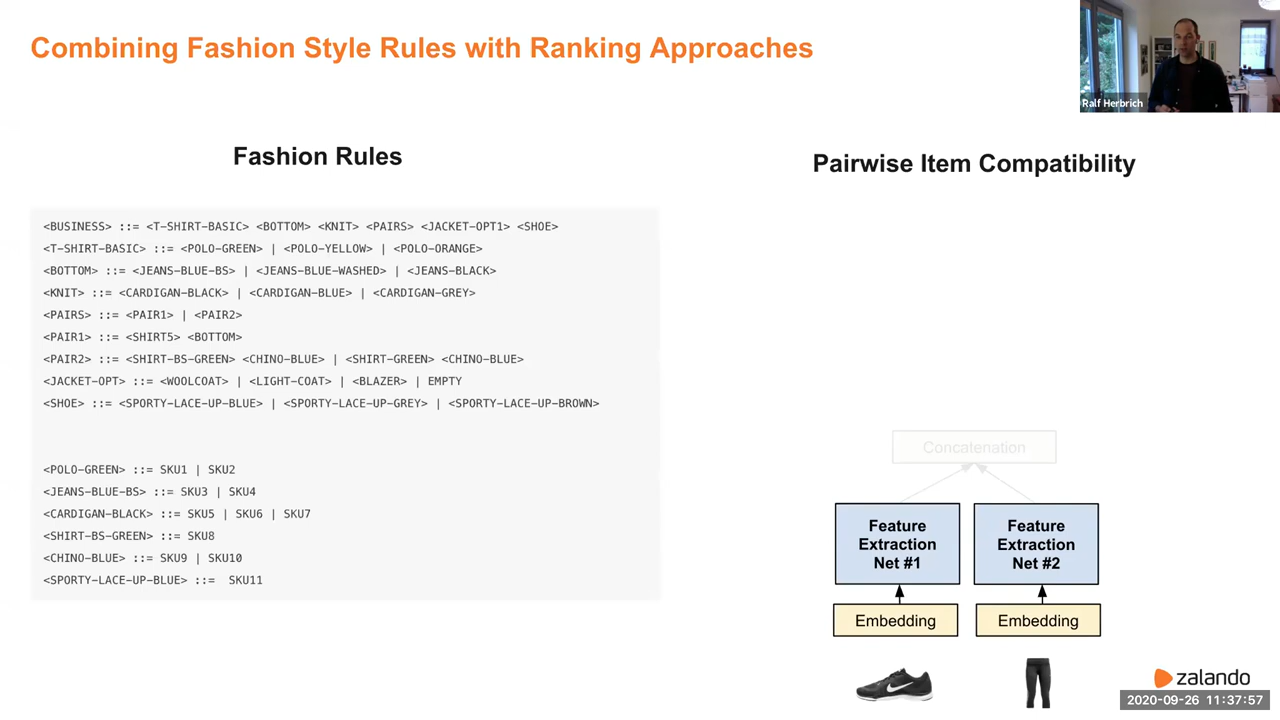 Combining Fashion Style Rules with Ranking Approaches
Ralf Herbrich
Fashion Rules
<BUSINESS> ::= <T-SHIRT-BASIC> <BOTTOM> <KNIT> <PAIRS> <JACKET-OPT1> <SHOE>
<T-SHIRT-BASIC> ::= <POLO-GREEN> | <POLO-YELLOW> | <POLO-ORANGE>
<BOTTOM> ::= <JEANS-BLUE-BS> | <JEANS-BLUE-WASHED> | <JEANS-BLACK>
<KNIT> ::= <CARDIGAN-BLACK> | <CARDIGAN-BLUE> | <CARDIGAN-GREY>
<PAIRS> ::= <PAIR1> | <PAIR2>
<PAIR1> ::= <SHIRT5> <BOTTOM>
<PAIR2> ::= <SHIRT-BS-GREEN> <CHINO-BLUE> | <SHIRT-GREEN> <CHINO-BLUE>
<JACKET-OPT> ::= <WOOLCOAT> | <LIGHT-COAT> | <BLAZER> | EMPTY
<SHOE> ::= <SPORTY-LACE-UP-BLUE> | <SPORTY-LACE-UP-GREY> | <SPORTY-LACE-UP-BROWN>
<POLO-GREEN> ::= SKU1 | SKU2
<JEANS-BLUE-BS> ::= SKU3 | SKU4
<CARDIGAN-BLACK> ::= SKU5 | SKU6 | SKU7
<SHIRT-BS-GREEN> ::= SKU8
<CHINO-BLUE> ::= SKU9 | SKU10
<SPORTY-LACE-UP-BLUE> ::= SKU11
Pairwise Item Compatibility
Concatenation
Feature
Extraction
Net #1
Feature
Extraction
Net #2
Embedding
Embedding
zalando
2020-09-26 11:37:57